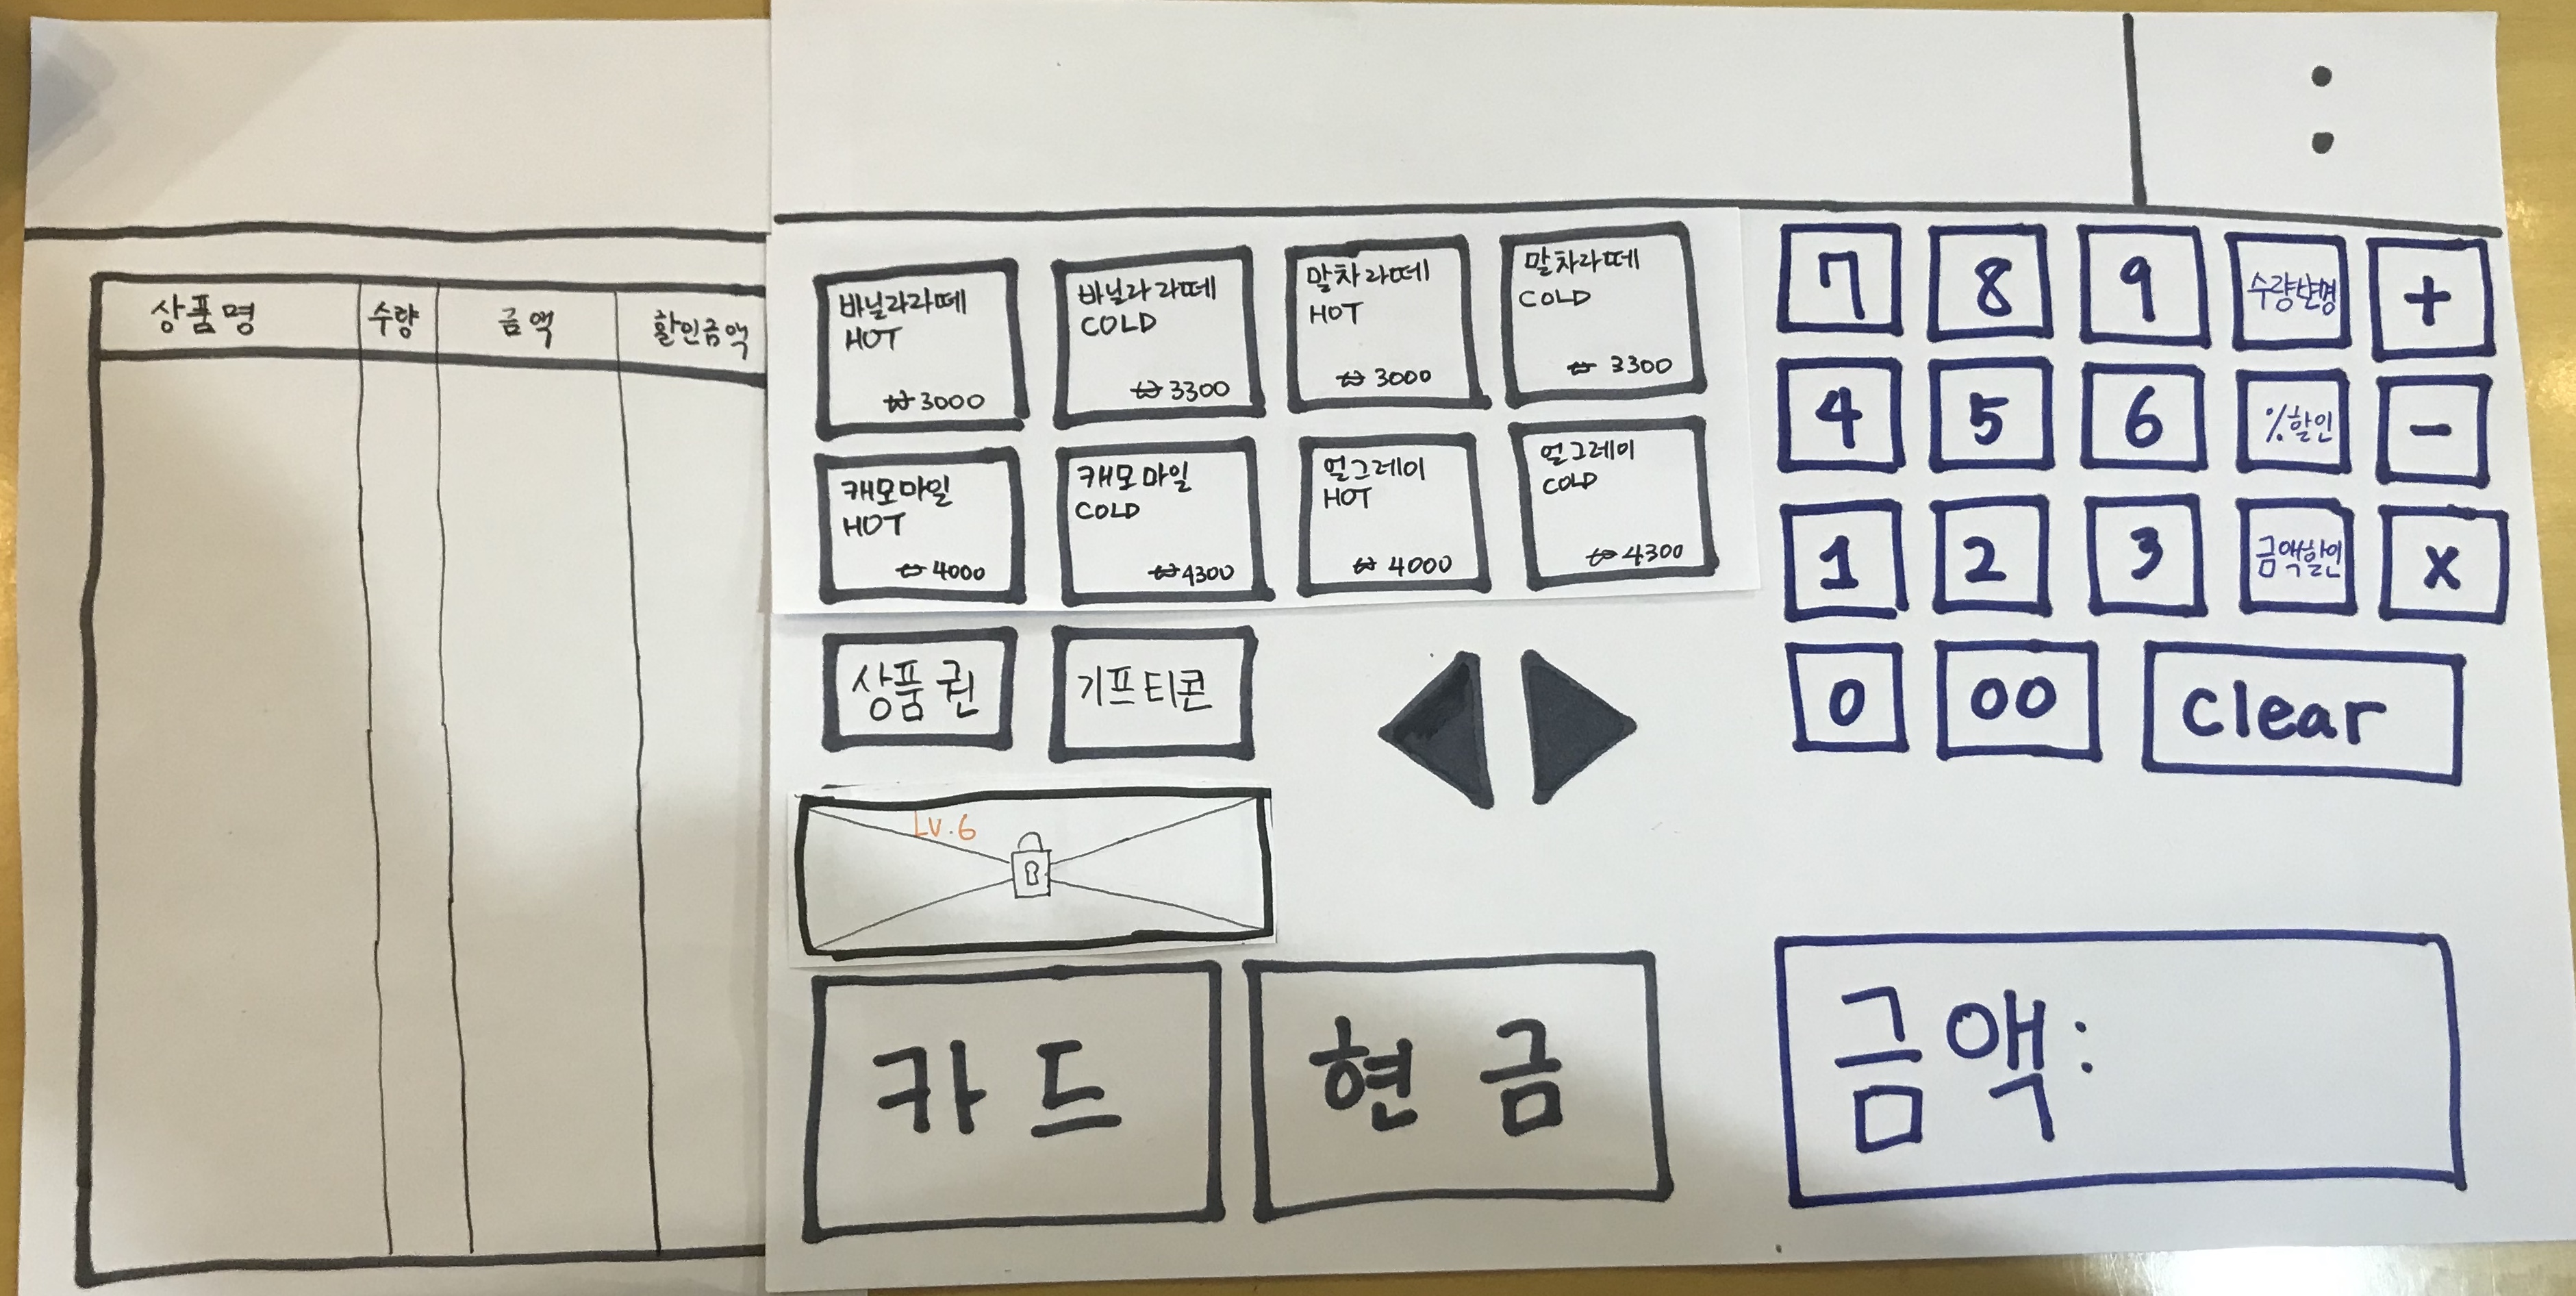 :
상품명 수량 금액 할인금액
바닐라라떼
HOT
₩3000
바닐라 라떼
COLD
₩3300
말차라떼
HOT
₩3000
말차라떼
COLD
₩3300
캐모마일
HOT
₩4000
캐모마일
COLD
₩4300
얼그레이
HOT
₩4000
얼그레이
COLD
₩4300
상품권
기프티콘
LV.6
카드
현금
7 8 9 +
4 5 6 %할인 -
1 2 3 금액할인 x
0 00 clear
금액: